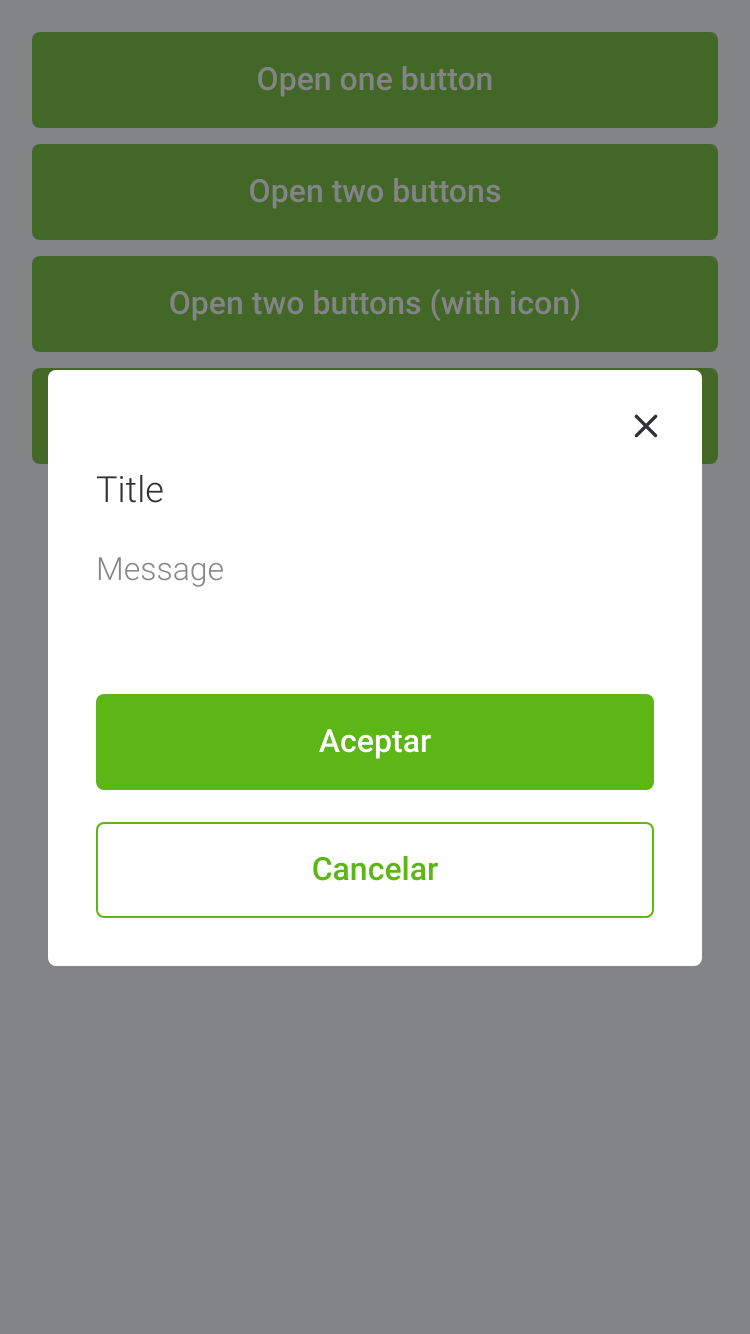 Open one button
Open two buttons
Open two buttons (with icon)
Title
Message
Aceptar
Cancelar